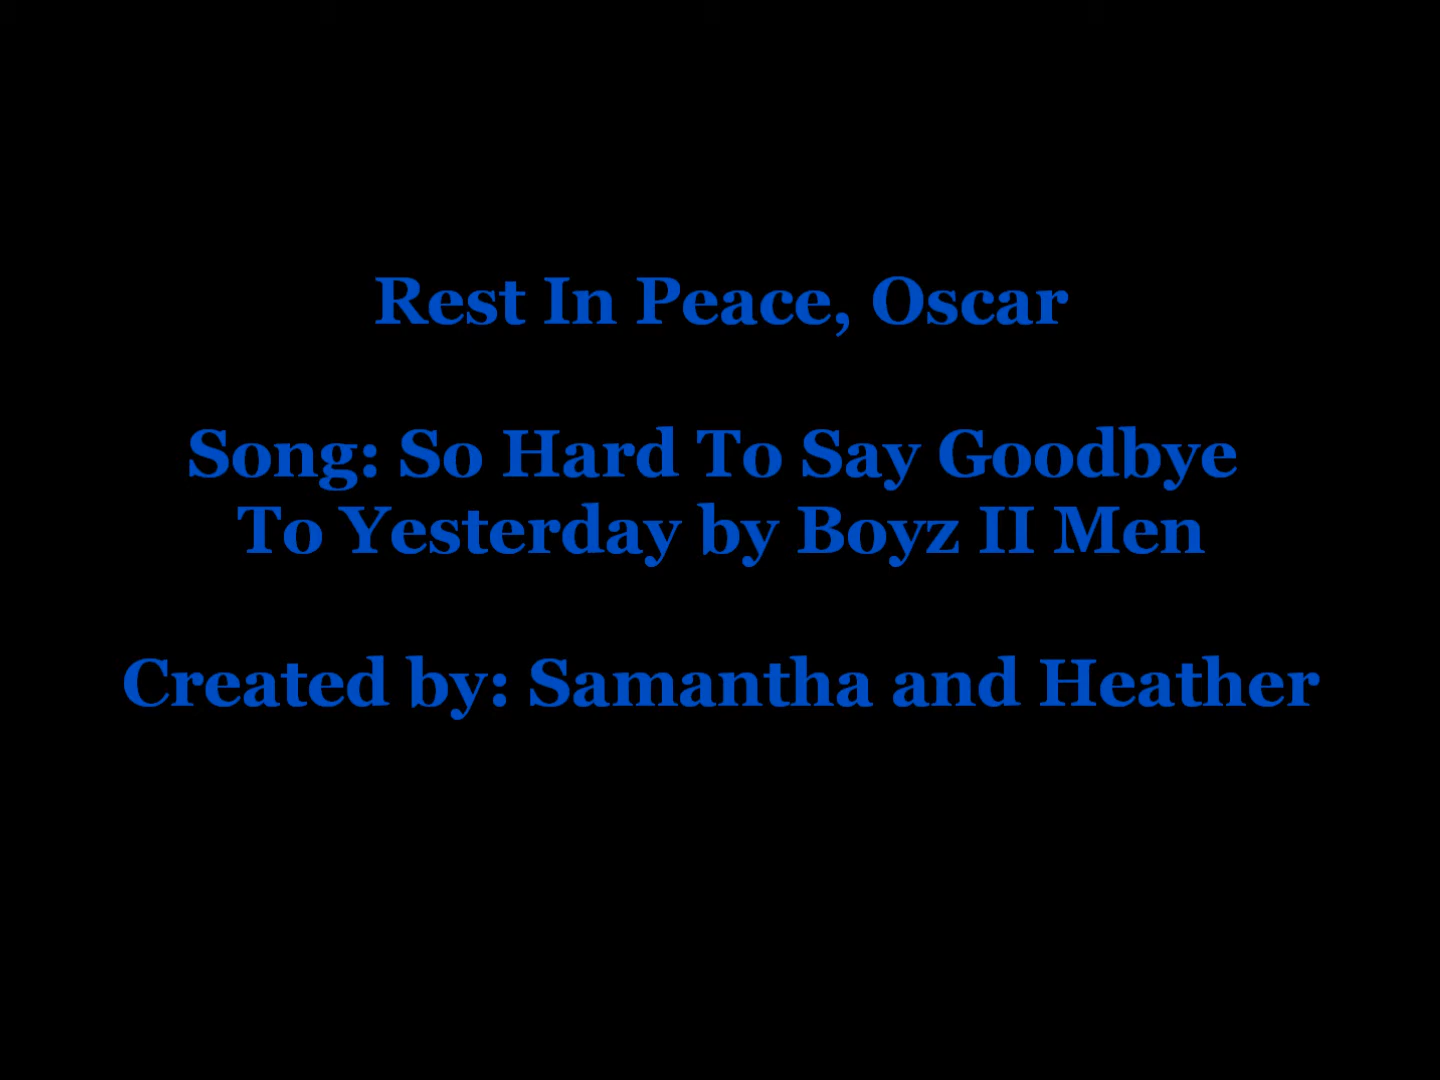 Rest In Peace, Oscar
Song: So Hard To Say Goodbye
To Yesterday by Boyz II Men
Created by: Samantha and Heather